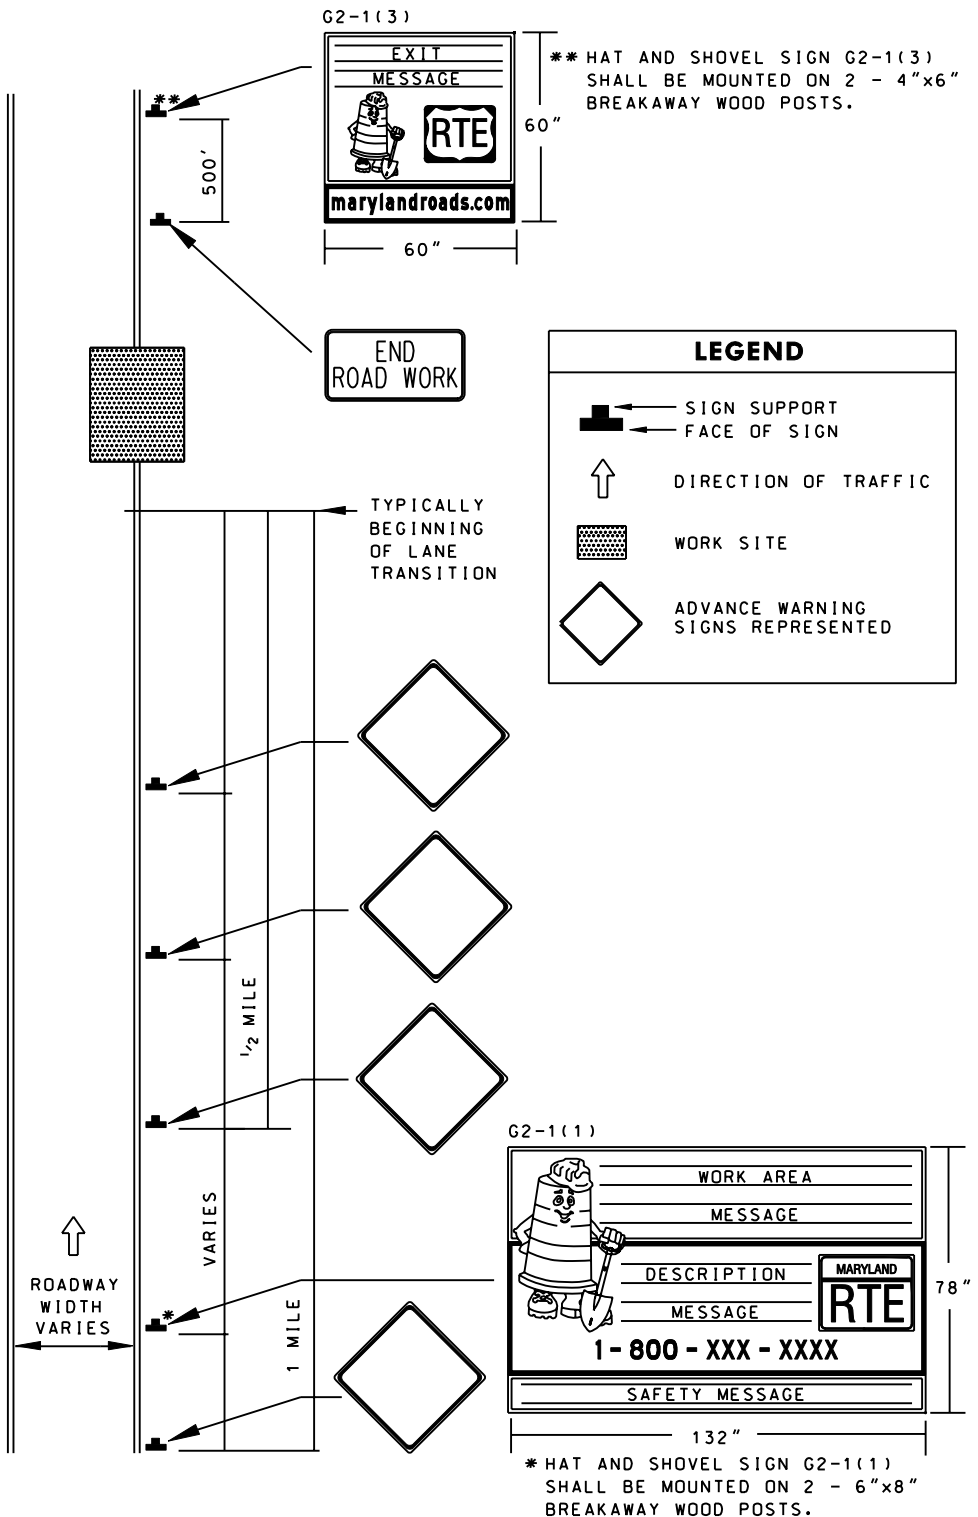 G2-1(3)
EXIT
MESSAGE
RTE
marylandroads.com
60"
60"
** HAT AND SHOVEL SIGN G2-1(3)
SHALL BE MOUNTED ON 2 - 4"x6"
BREAKAWAY WOOD POSTS.
**
500'
END
ROAD WORK
LEGEND
SIGN SUPPORT
FACE OF SIGN
DIRECTION OF TRAFFIC
WORK SITE
ADVANCE WARNING
SIGNS REPRESENTED
TYPICALLY
BEGINNING
OF LANE
TRANSITION
1/2 MILE
VARIES
1 MILE
ROADWAY
WIDTH
VARIES
*
G2-1(1)
WORK AREA
MESSAGE
DESCRIPTION
MESSAGE
MARYLAND
RTE
1-800-XXX-XXXX
SAFETY MESSAGE
78"
132"
* HAT AND SHOVEL SIGN G2-1(1)
SHALL BE MOUNTED ON 2 - 6"x8"
BREAKAWAY WOOD POSTS.